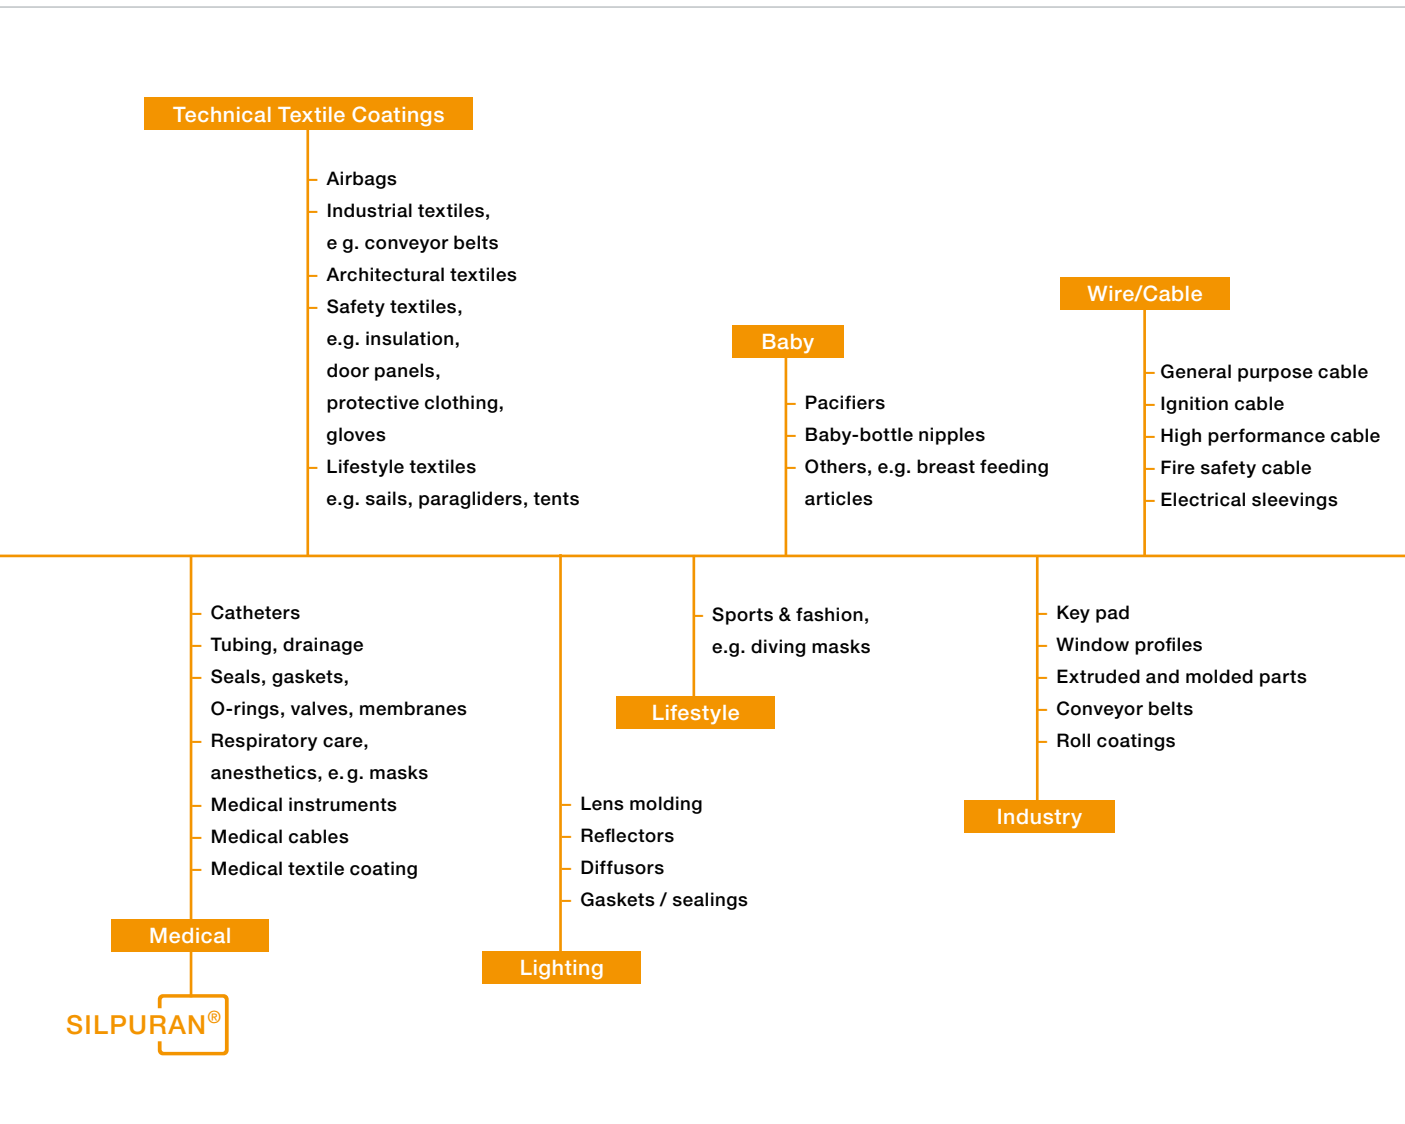 Technical Textile Coatings
Airbags
Industrial textiles,
e g. conveyor belts
Architectural textiles
Safety textiles,
e.g. insulation,
door panels,
protective clothing,
gloves
Lifestyle textiles
e.g. sails, paragliders, tents
Baby
Pacifiers
Baby-bottle nipples
Others, e.g. breast feeding
articles
Wire/Cable
General purpose cable
Ignition cable
High performance cable
Fire safety cable
Electrical sleevings
Catheters
Tubing, drainage
Seals, gaskets,
O-rings, valves, membranes
Respiratory care,
anesthetics, e. g. masks
Medical instruments
Medical cables
Medical textile coating
Medical
SILPURAN®
Lens molding
Reflectors
Diffusors
Gaskets / sealings
Lighting
Sports & fashion,
e.g. diving masks
Lifestyle
Key pad
Window profiles
Extruded and molded parts
Conveyor belts
Roll coatings
Industry